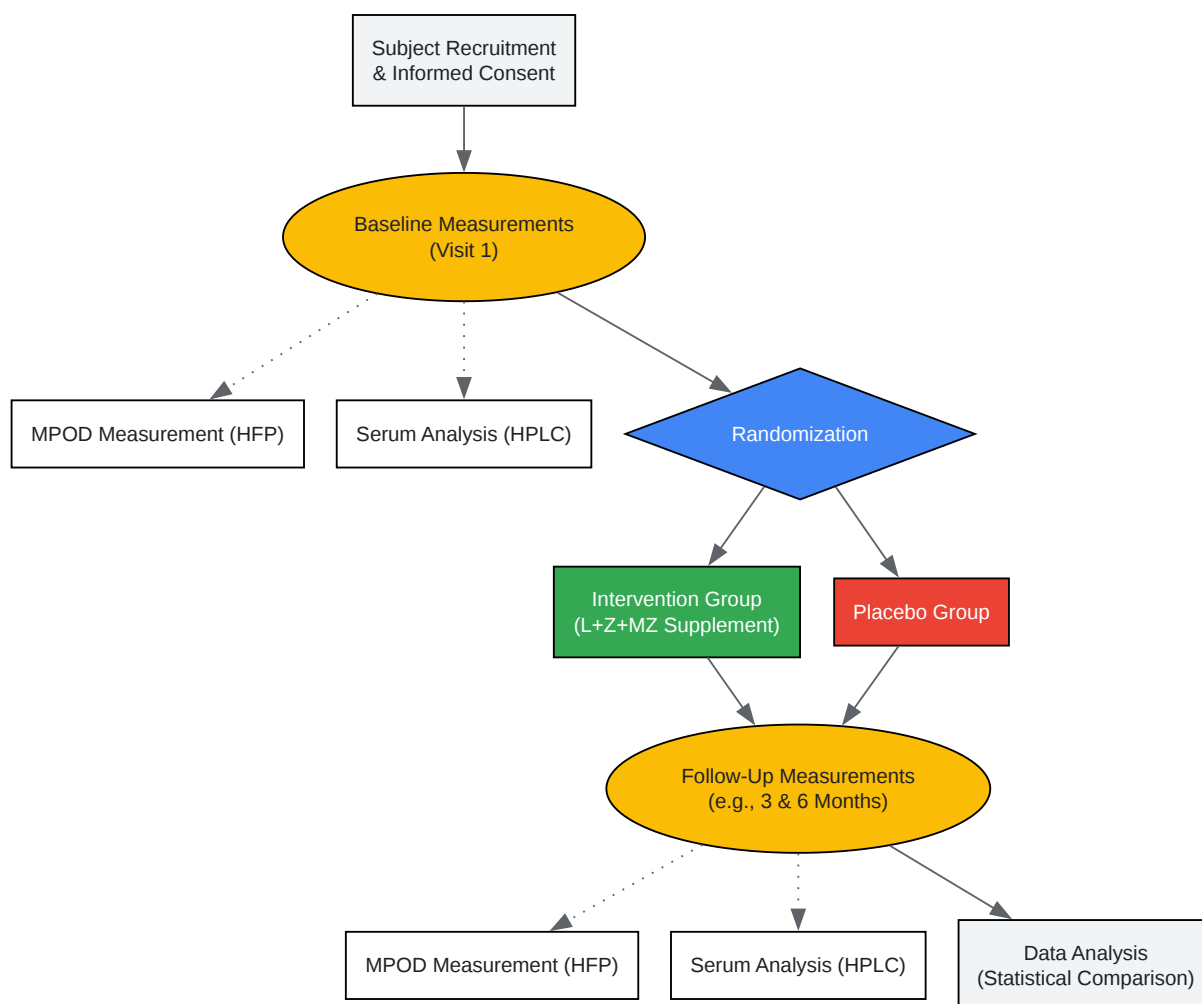 Subject Recruitment
& Informed Consent
Baseline Measurements
(Visit 1)
MPOD Measurement (HFP)
Serum Analysis (HPLC)
Randomization
Intervention Group
(L+Z+MZ Supplement)
Placebo Group
Follow-Up Measurements
(e.g., 3 & 6 Months)
MPOD Measurement (HFP)
Serum Analysis (HPLC)
Data Analysis
(Statistical Comparison)